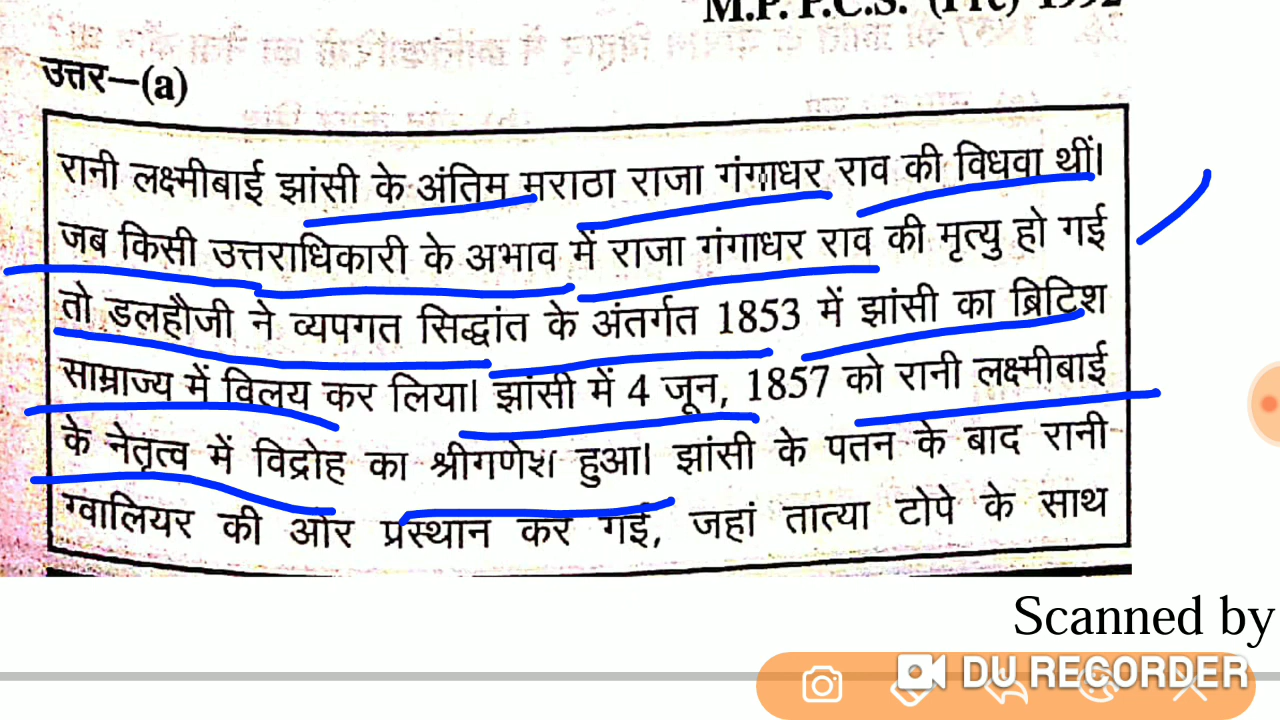 M.P. P.C.S. (Pre) 1992
उत्तर—(a)
रानी लक्ष्मीबाई झांसी के अंतिम मराठा राजा गंगाधर राव की विधवा थीं।
जब किसी उत्तराधिकारी के अभाव में राजा गंगाधर राव की मृत्यु हो गई
तो डलहौजी ने व्यपगत सिद्धांत के अंतर्गत 1853 में झांसी का ब्रिटिश
साम्राज्य में विलय कर लिया। झांसी में 4 जून, 1857 को रानी लक्ष्मीबाई
के नेतृत्व में विद्रोह का श्रीगणेश हुआ। झांसी के पतन के बाद रानी
ग्वालियर की ओर प्रस्थान कर गईं, जहां तात्या टोपे के साथ
Scanned by
DU RECORDER